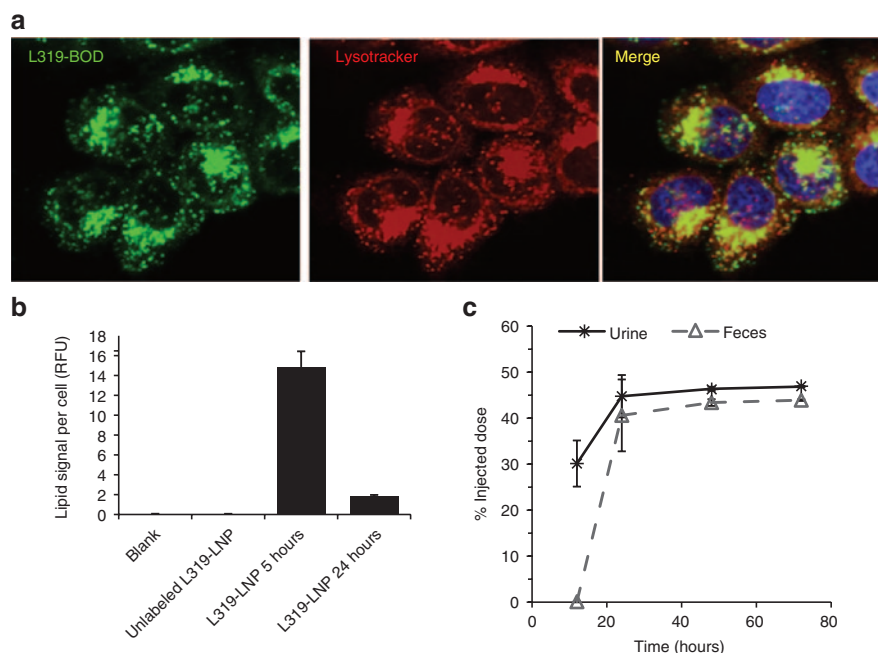 a
L319-BOD
Lysotracker
Merge
b
Lipid signal per cell (RFU)
18
16
14
12
10
8
6
4
2
0
Blank
Unlabeled L319-LNP
L319-LNP 5 hours
L319-LNP 24 hours
c
Urine
Feces
% Injected dose
60
50
40
30
20
10
0
0
20
40
60
80
Time (hours)